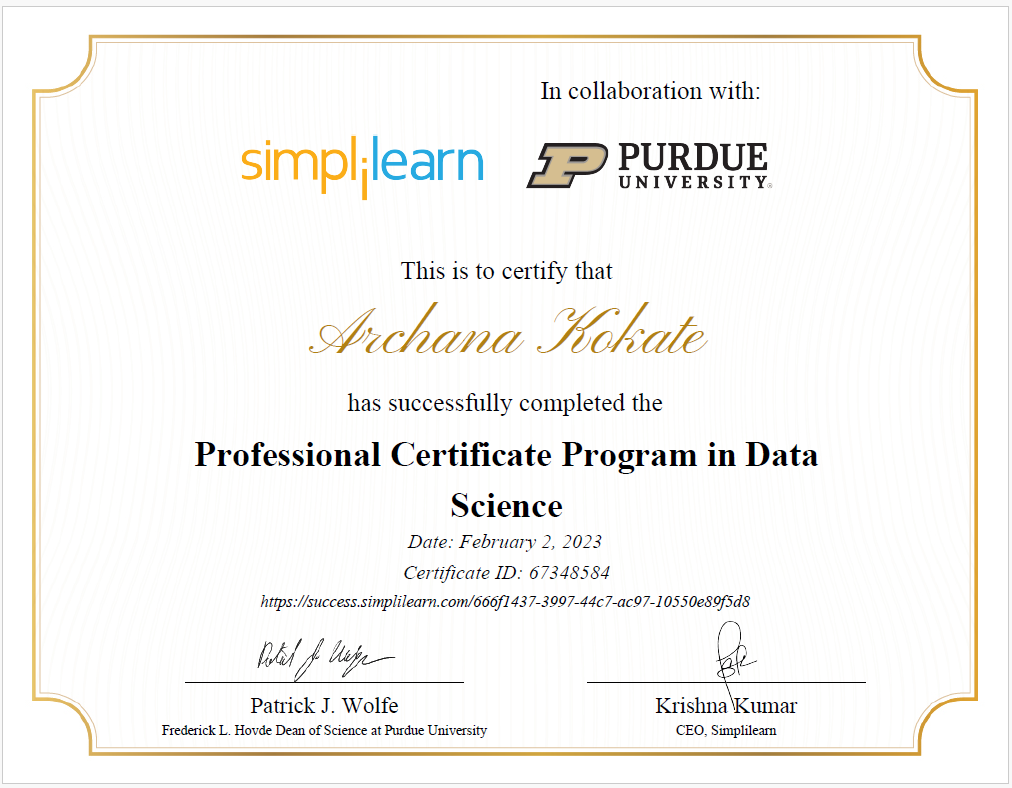 In collaboration with:
simplilearn
PURDUE
UNIVERSITY®
This is to certify that
Archana Kokate
has successfully completed the
Professional Certificate Program in Data
Science
Date: February 2, 2023
Certificate ID: 67348584
https://success.simplilearn.com/666f1437-3997-44c7-ac97-10550e89f5d8
Patrick J. Wolfe
Frederick L. Hovde Dean of Science at Purdue University
Krishna Kumar
CEO, Simplilearn